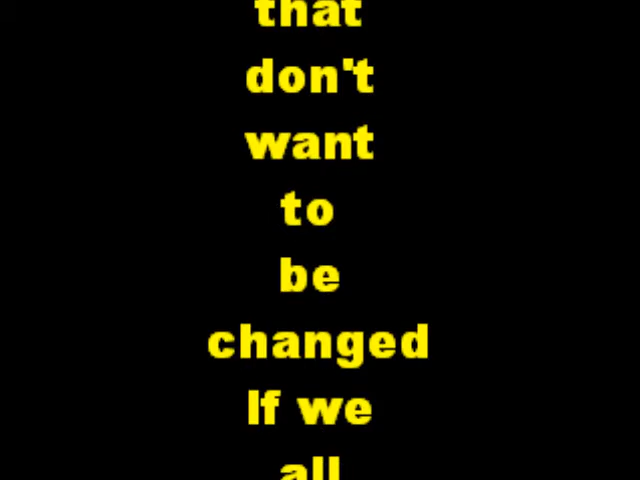 that
don't
want
to
be
changed
If we
all